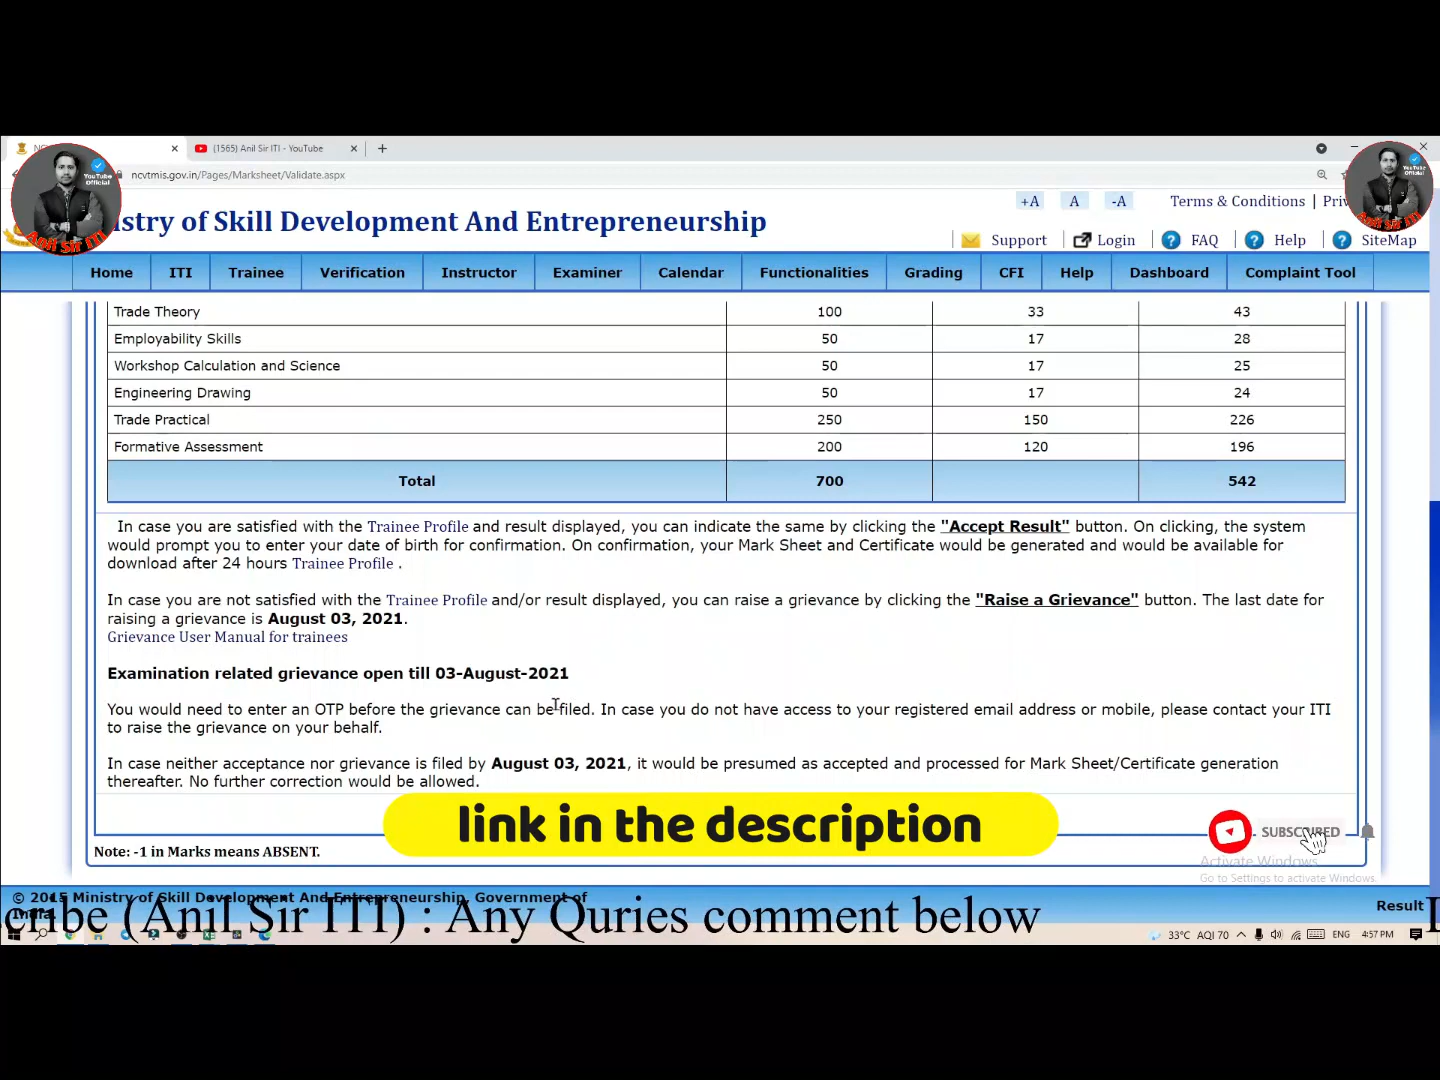 (1565) Anil Sir ITI - YouTube
ncvtmis.gov.in/Pages/Marksheet/Validate.aspx
YouTube Official
Anil Sir ITI
YouTube Official
Anil Sir ITI
+A A -A Terms & Conditions |
istry of Skill Development And Entrepreneurship
Support Login FAQ Help SiteMap
Home ITI Trainee Verification Instructor Examiner Calendar Functionalities Grading CFI Help Dashboard Complaint Tool
Trade Theory 100 33 43
Employability Skills 50 17 28
Workshop Calculation and Science 50 17 25
Engineering Drawing 50 17 24
Trade Practical 250 150 226
Formative Assessment 200 120 196
Total 700 542
In case you are satisfied with the Trainee Profile and result displayed, you can indicate the same by clicking the "Accept Result" button. On clicking, the system
would prompt you to enter your date of birth for confirmation. On confirmation, your Mark Sheet and Certificate would be generated and would be available for
download after 24 hours Trainee Profile .
In case you are not satisfied with the Trainee Profile and/or result displayed, you can raise a grievance by clicking the "Raise a Grievance" button. The last date for
raising a grievance is August 03, 2021.
Grievance User Manual for trainees
Examination related grievance open till 03-August-2021
You would need to enter an OTP before the grievance can be filed. In case you do not have access to your registered email address or mobile, please contact your ITI
to raise the grievance on your behalf.
In case neither acceptance nor grievance is filed by August 03, 2021, it would be presumed as accepted and processed for Mark Sheet/Certificate generation
thereafter. No further correction would be allowed.
link in the description
SUBSCRIBED
Note: -1 in Marks means ABSENT.
Activate Windows
Go to Settings to activate Windows.
© 2015 Ministry of Skill Development And Entrepreneurship, Government of
India.
Result
cribe (Anil Sir ITI) : Any Quries comment below
33°C AQI 70 ENG 4:57 PM